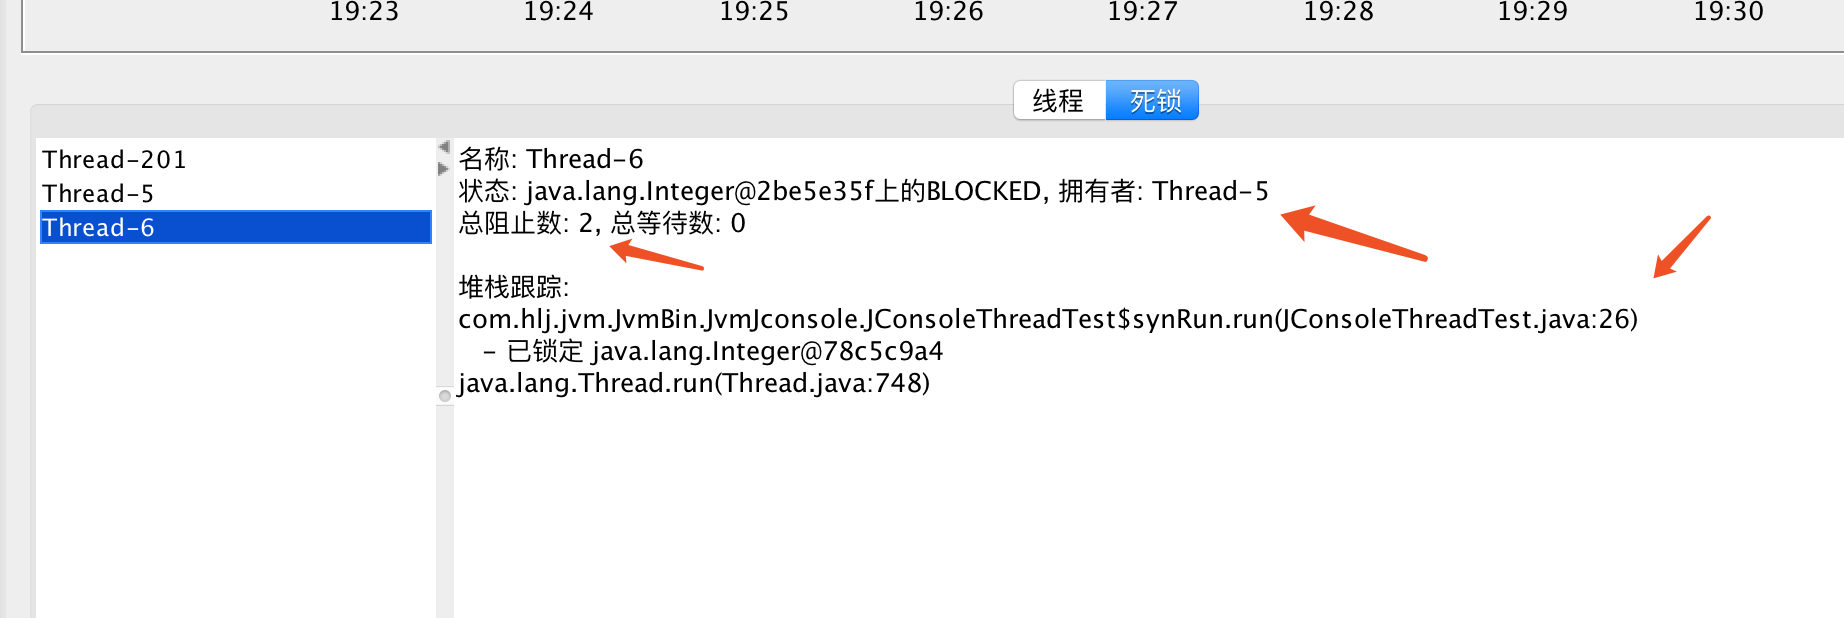 19:23 19:24 19:25 19:26 19:27 19:28 19:29 19:30
线程 死锁
Thread-201
Thread-5
Thread-6
名称: Thread-6
状态: java.lang.Integer@2be5e35f上的BLOCKED, 拥有者: Thread-5
总阻止数: 2, 总等待数: 0
堆栈跟踪:
com.hlj.jvm.JvmBin.JvmJconsole.JConsoleThreadTest$synRun.run(JConsoleThreadTest.java:26)
- 已锁定 java.lang.Integer@78c5c9a4
java.lang.Thread.run(Thread.java:748)